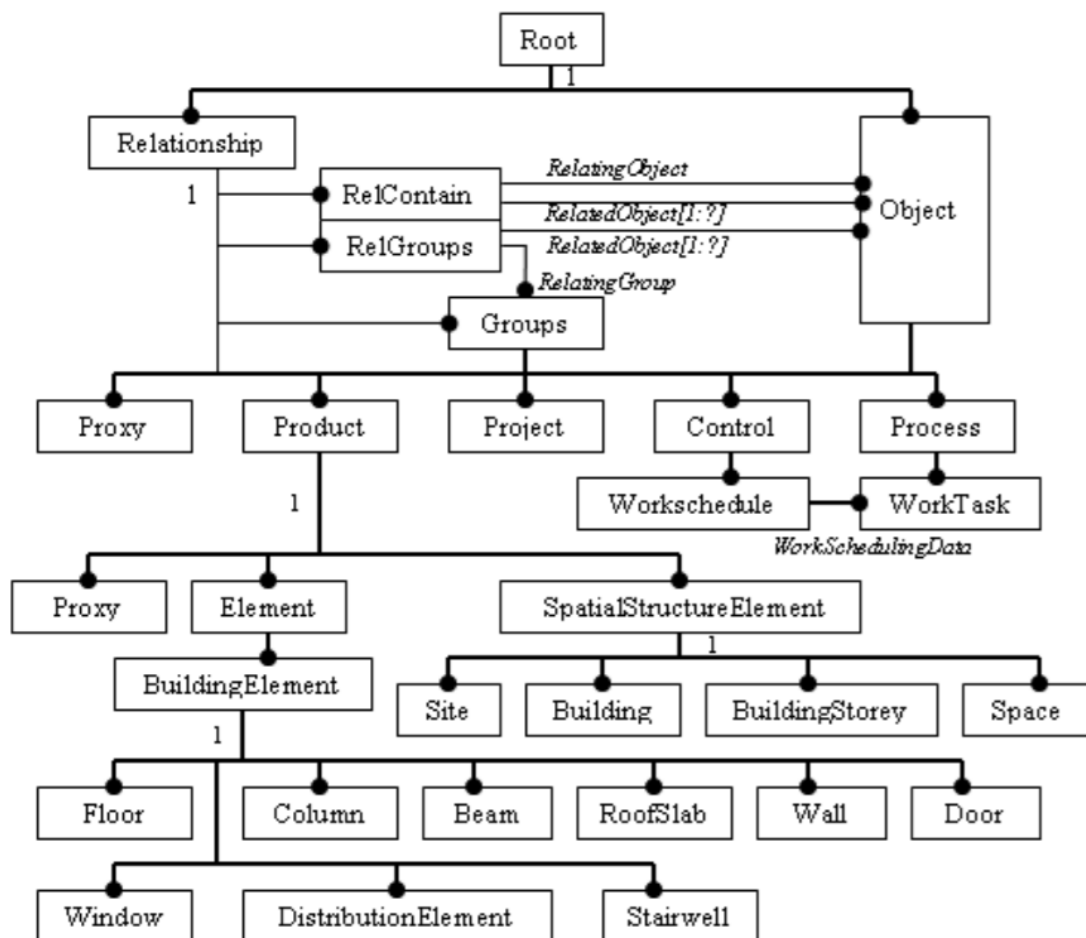 Root
1
Relationship
1
RelContain
RelatingObject
Object
RelatedObject[1:?]
RelGroups
RelatedObject[1:?]
RelatingGroup
Groups
Proxy
Product
Project
Control
Process
1
Workschedule
WorkTask
WorkSchedulingData
Proxy
Element
SpatialStructureElement
1
BuildingElement
Site
Building
BuildingStorey
Space
1
Floor
Column
Beam
RoofSlab
Wall
Door
Window
DistributionElement
Stairwell